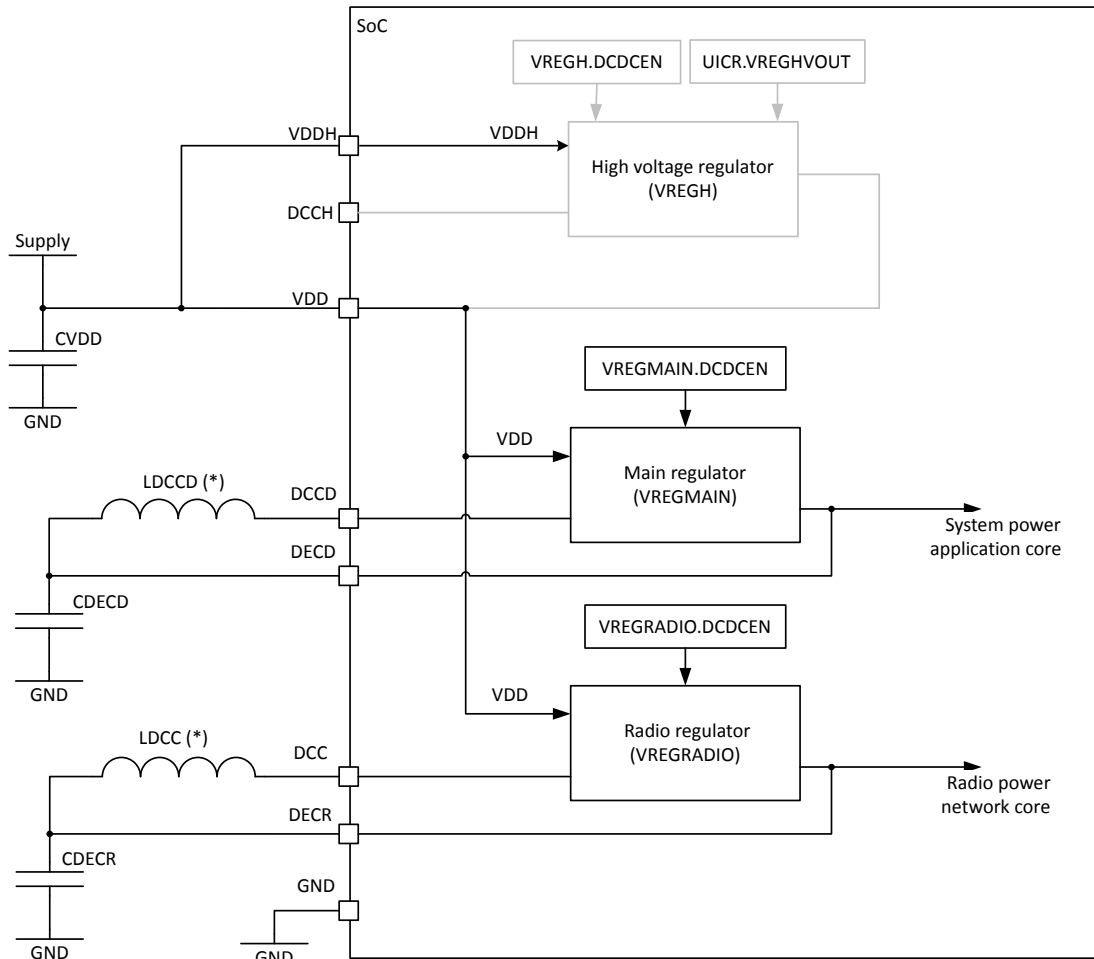 SoC
VREGH.DCDCEN
UICR.VREGHVOUT
VDDH
VDDH
High voltage regulator
(VREGH)
DCCH
Supply
VDD
CVDD
GND
VREGMAIN.DCDCEN
VDD
Main regulator
(VREGMAIN)
LDCCD (*)
DCCD
System power
application core
DECD
CDECD
GND
VREGRADIO.DCDCEN
VDD
Radio regulator
(VREGRADIO)
LDCC (*)
DCC
Radio power
network core
DECR
CDECR
GND
GND
GND